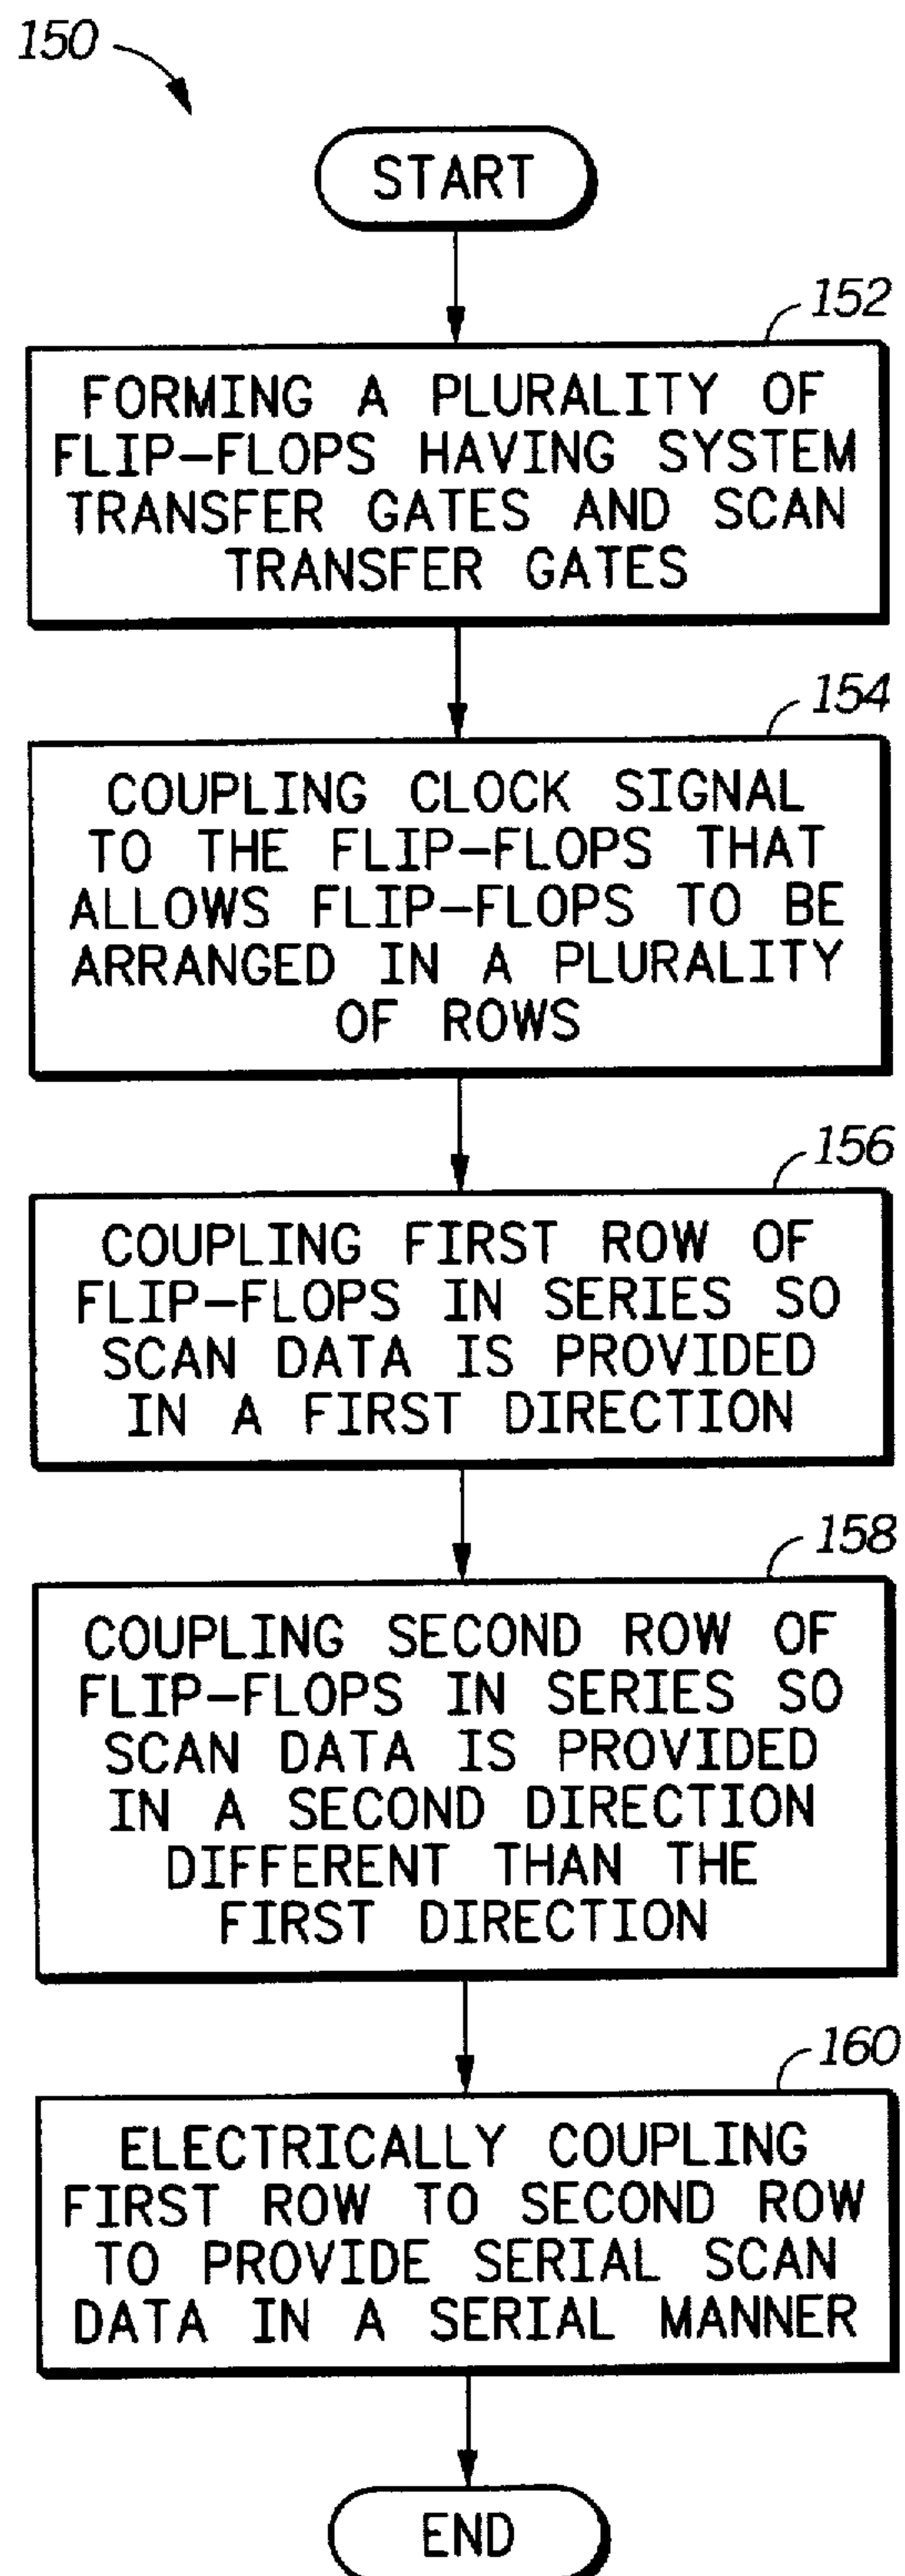 150
START
152
FORMING A PLURALITY OF
FLIP-FLOPS HAVING SYSTEM
TRANSFER GATES AND SCAN
TRANSFER GATES
154
COUPLING CLOCK SIGNAL
TO THE FLIP-FLOPS THAT
ALLOWS FLIP-FLOPS TO BE
ARRANGED IN A PLURALITY
OF ROWS
156
COUPLING FIRST ROW OF
FLIP-FLOPS IN SERIES SO
SCAN DATA IS PROVIDED
IN A FIRST DIRECTION
158
COUPLING SECOND ROW OF
FLIP-FLOPS IN SERIES SO
SCAN DATA IS PROVIDED
IN A SECOND DIRECTION
DIFFERENT THAN THE
FIRST DIRECTION
160
ELECTRICALLY COUPLING
FIRST ROW TO SECOND ROW
TO PROVIDE SERIAL SCAN
DATA IN A SERIAL MANNER
END